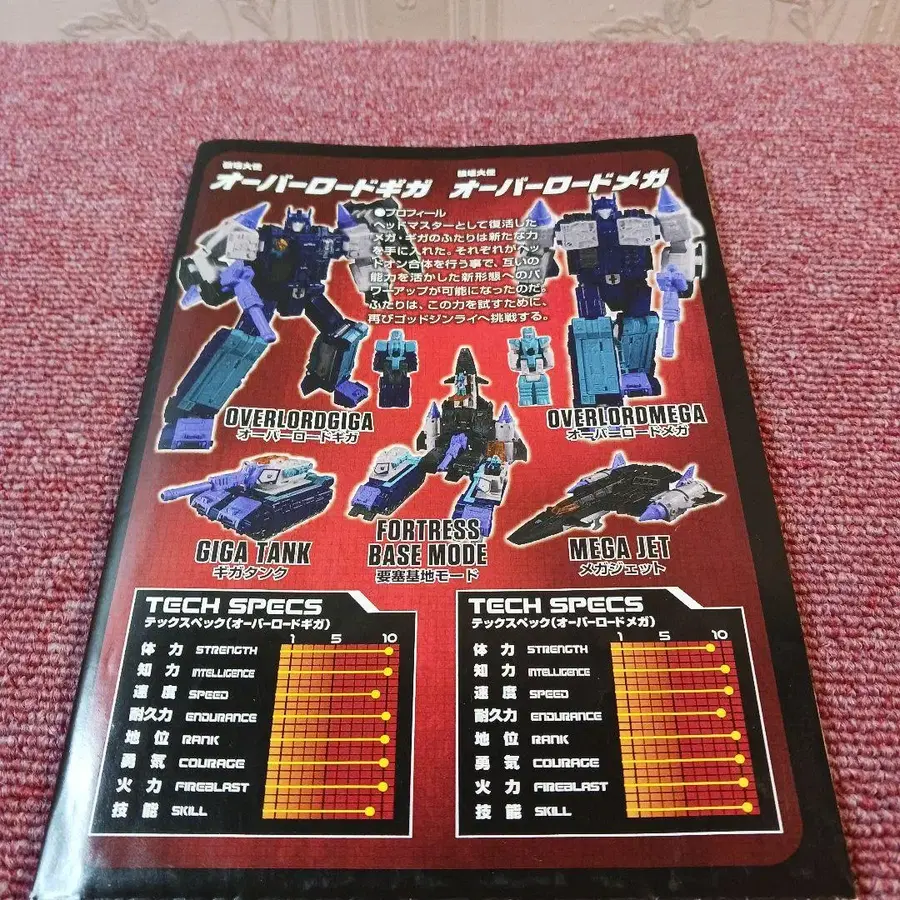 オーバーロードギガ
オーバーロードメガ
●プロフィール
ヘッドマスターとして復活した
メガ・ギガのふたりは新たな力
を手に入れた。それぞれがヘッ
ドオン合体を行う事で、互いの
能力を活かした新形態へのパ
ワーアップが可能になったのだ。
ふたりは、この力を試すために、
再びゴッドジンライへ挑戦する。
OVERLORDGIGA
オーバーロードギガ
OVERLORDMEGA
オーバーロードメガ
GIGA TANK
ギガタンク
FORTRESS
BASE MODE
要塞基地モード
MEGA JET
メガジェット
TECH SPECS
テックスペック(オーバーロードギガ)
1 5 10
体力 STRENGTH
知力 INTELLIGENCE
速度 SPEED
耐久力 ENDURANCE
地位 RANK
勇気 COURAGE
火力 FIREBLAST
技能 SKILL
TECH SPECS
テックスペック(オーバーロードメガ)
1 5 10
体力 STRENGTH
知力 INTELLIGENCE
速度 SPEED
耐久力 ENDURANCE
地位 RANK
勇気 COURAGE
火力 FIREBLAST
技能 SKILL